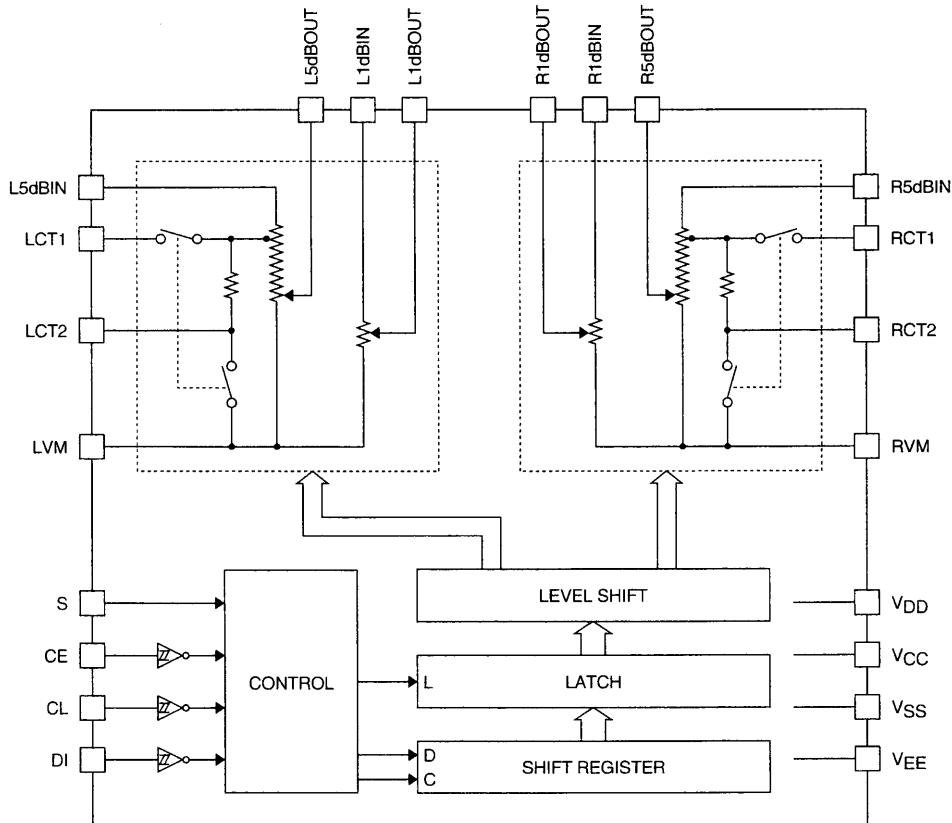 L5dBOUT
L1dBIN
L1dBOUT
R1dBOUT
R1dBIN
R5dBOUT
L5dBIN
R5dBIN
LCT1
RCT1
LCT2
RCT2
LVM
RVM
S
LEVEL SHIFT
VDD
CE
CONTROL
L
LATCH
VCC
CL
VSS
DI
D
C
SHIFT REGISTER
VEE